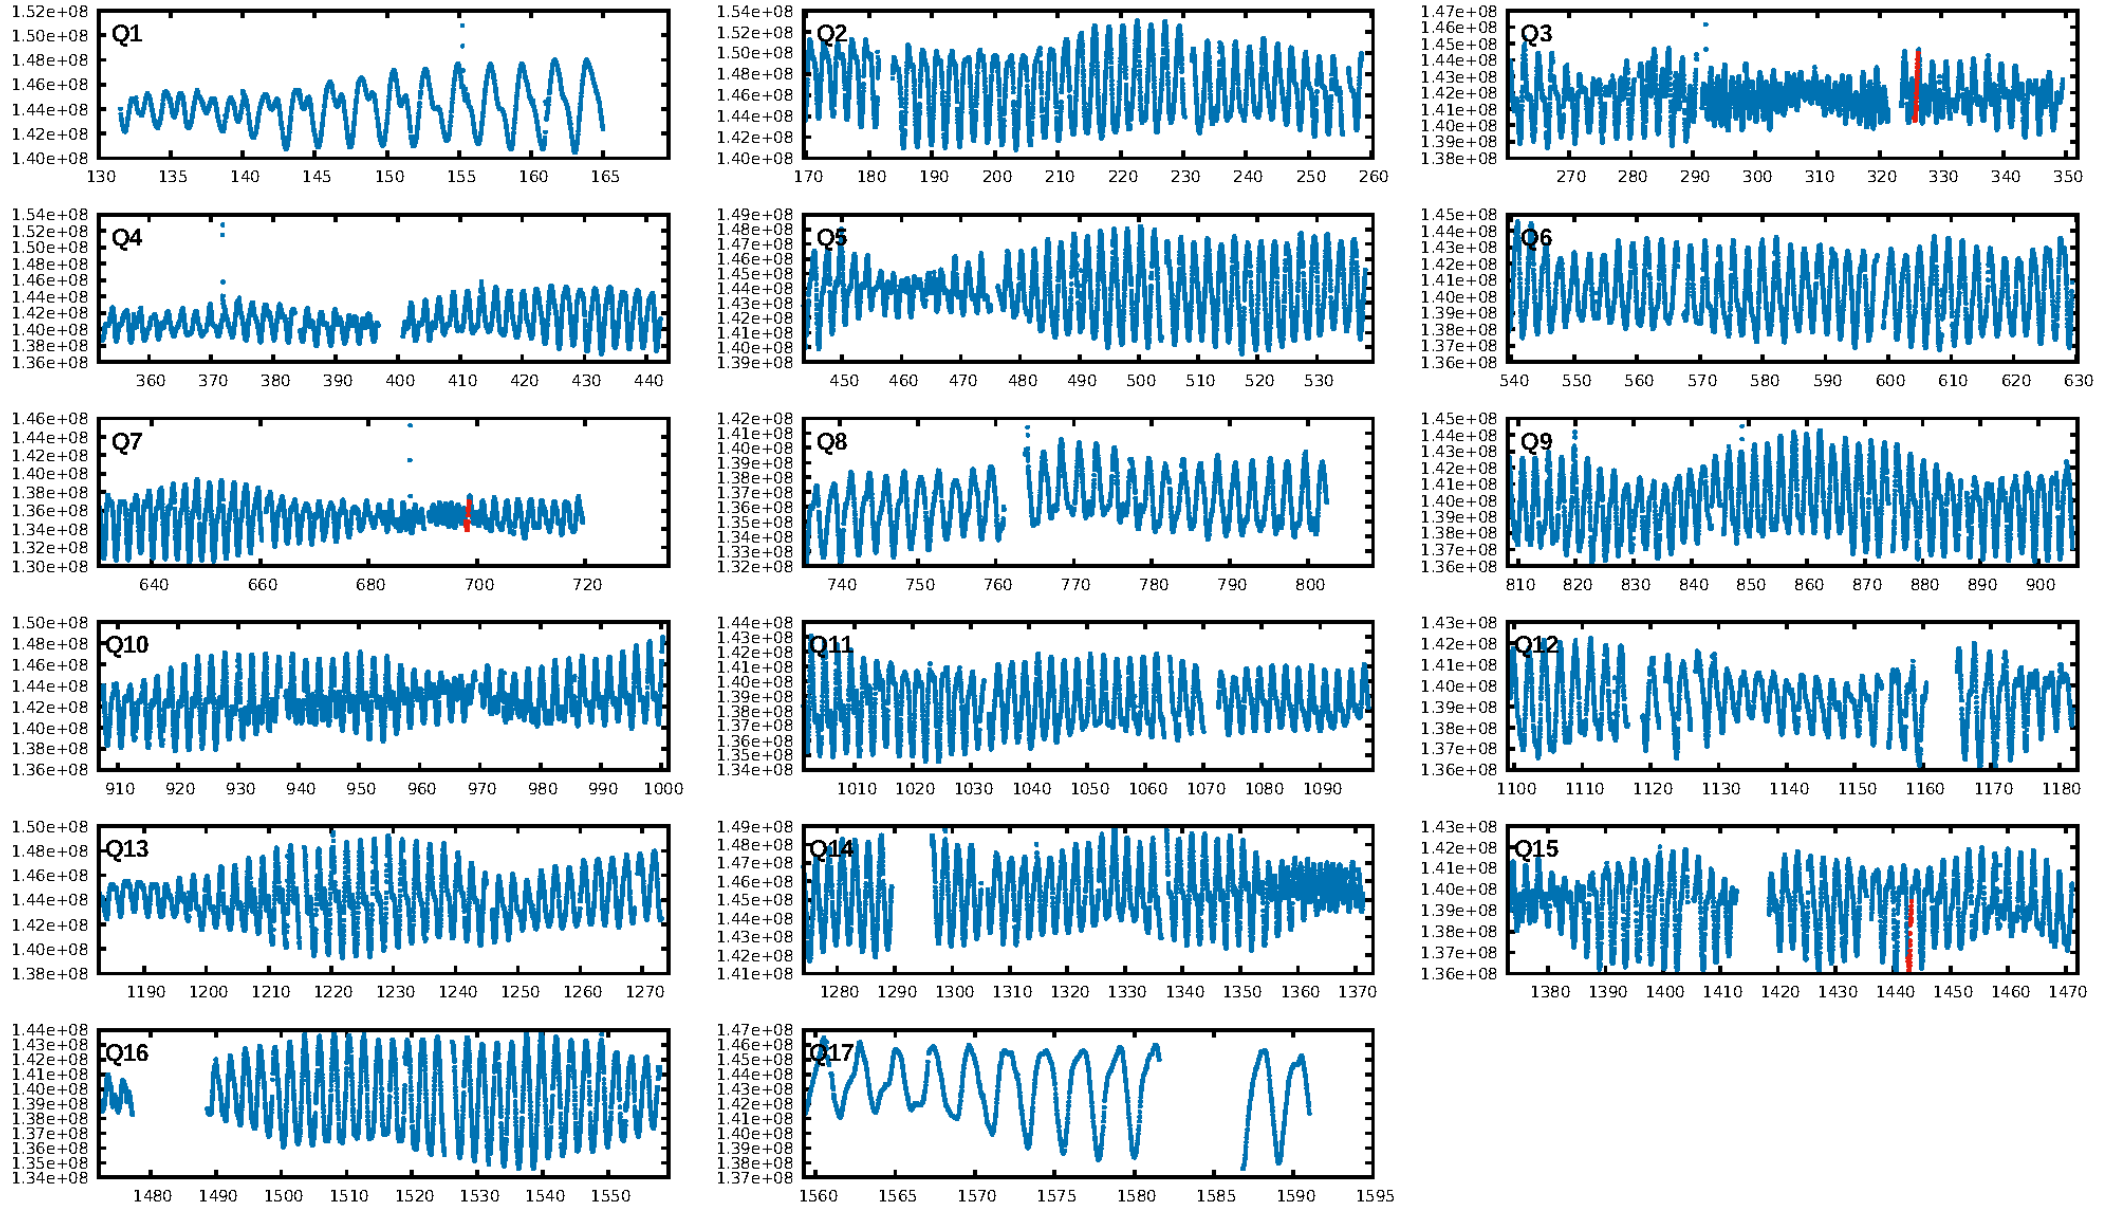 Q1
1.52e+08
1.50e+08
1.48e+08
1.46e+08
1.44e+08
1.42e+08
1.40e+08
130 135 140 145 150 155 160 165
Q2
1.54e+08
1.52e+08
1.50e+08
1.48e+08
1.46e+08
1.44e+08
1.42e+08
1.40e+08
170 180 190 200 210 220 230 240 250 260
Q3
1.47e+08
1.46e+08
1.45e+08
1.44e+08
1.43e+08
1.42e+08
1.41e+08
1.40e+08
1.39e+08
1.38e+08
270 280 290 300 310 320 330 340 350
Q4
1.54e+08
1.52e+08
1.50e+08
1.48e+08
1.46e+08
1.44e+08
1.42e+08
1.40e+08
1.38e+08
1.36e+08
360 370 380 390 400 410 420 430 440
Q5
1.49e+08
1.48e+08
1.47e+08
1.46e+08
1.45e+08
1.44e+08
1.43e+08
1.42e+08
1.41e+08
1.40e+08
1.39e+08
450 460 470 480 490 500 510 520 530
Q6
1.45e+08
1.44e+08
1.43e+08
1.42e+08
1.41e+08
1.40e+08
1.39e+08
1.38e+08
1.37e+08
1.36e+08
540 550 560 570 580 590 600 610 620 630
Q7
1.46e+08
1.44e+08
1.42e+08
1.40e+08
1.38e+08
1.36e+08
1.34e+08
1.32e+08
1.30e+08
640 660 680 700 720
Q8
1.42e+08
1.41e+08
1.40e+08
1.39e+08
1.38e+08
1.37e+08
1.36e+08
1.35e+08
1.34e+08
1.33e+08
1.32e+08
740 750 760 770 780 790 800
Q9
1.45e+08
1.44e+08
1.43e+08
1.42e+08
1.41e+08
1.40e+08
1.39e+08
1.38e+08
1.37e+08
1.36e+08
810 820 830 840 850 860 870 880 890 900
Q10
1.50e+08
1.48e+08
1.46e+08
1.44e+08
1.42e+08
1.40e+08
1.38e+08
1.36e+08
910 920 930 940 950 960 970 980 990 1000
Q11
1.44e+08
1.43e+08
1.42e+08
1.41e+08
1.40e+08
1.39e+08
1.38e+08
1.37e+08
1.36e+08
1.35e+08
1.34e+08
1010 1020 1030 1040 1050 1060 1070 1080 1090
Q12
1.43e+08
1.42e+08
1.41e+08
1.40e+08
1.39e+08
1.38e+08
1.37e+08
1.36e+08
1100 1110 1120 1130 1140 1150 1160 1170 1180
Q13
1.50e+08
1.48e+08
1.46e+08
1.44e+08
1.42e+08
1.40e+08
1.38e+08
1190 1200 1210 1220 1230 1240 1250 1260 1270
Q14
1.49e+08
1.48e+08
1.47e+08
1.46e+08
1.45e+08
1.44e+08
1.43e+08
1.42e+08
1.41e+08
1280 1290 1300 1310 1320 1330 1340 1350 1360 1370
Q15
1.43e+08
1.42e+08
1.41e+08
1.40e+08
1.39e+08
1.38e+08
1.37e+08
1.36e+08
1380 1390 1400 1410 1420 1430 1440 1450 1460 1470
Q16
1.44e+08
1.43e+08
1.42e+08
1.41e+08
1.40e+08
1.39e+08
1.38e+08
1.37e+08
1.36e+08
1.35e+08
1.34e+08
1480 1490 1500 1510 1520 1530 1540 1550
Q17
1.47e+08
1.46e+08
1.45e+08
1.44e+08
1.43e+08
1.42e+08
1.41e+08
1.40e+08
1.39e+08
1.38e+08
1.37e+08
1560 1565 1570 1575 1580 1585 1590 1595